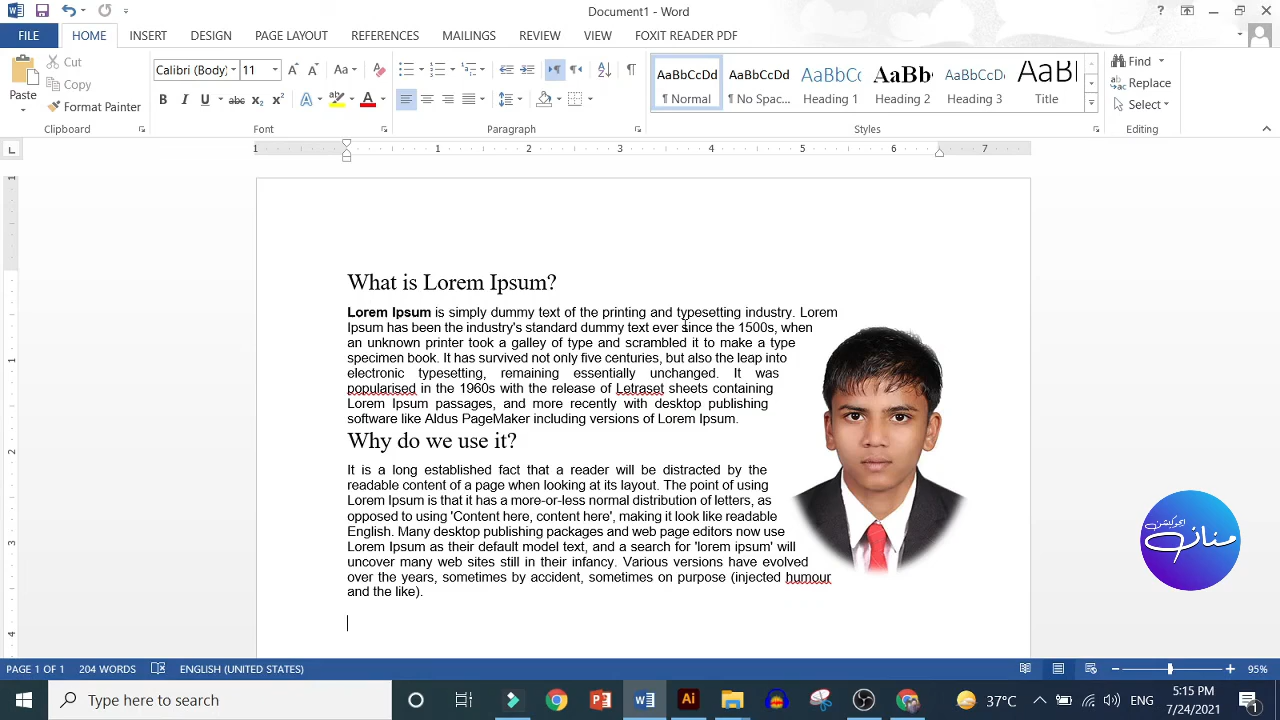 Document1 - Word
FILE HOME INSERT DESIGN PAGE LAYOUT REFERENCES MAILINGS REVIEW VIEW FOXIT READER PDF
Paste
Cut
Copy
Format Painter
Clipboard
Calibri (Body) 11
Font
Paragraph
AaBbCcDd AaBbCcDd AaBbCc AaBb AaBbCcD AaBl
¶ Normal ¶ No Spac... Heading 1 Heading 2 Heading 3 Title
Styles
Find
Replace
Select
Editing
What is Lorem Ipsum?
Lorem Ipsum is simply dummy text of the printing and typesetting industry. Lorem
Ipsum has been the industry's standard dummy text ever since the 1500s, when
an unknown printer took a galley of type and scrambled it to make a type
specimen book. It has survived not only five centuries, but also the leap into
electronic typesetting, remaining essentially unchanged. It was
popularised in the 1960s with the release of Letraset sheets containing
Lorem Ipsum passages, and more recently with desktop publishing
software like Aldus PageMaker including versions of Lorem Ipsum.
Why do we use it?
It is a long established fact that a reader will be distracted by the
readable content of a page when looking at its layout. The point of using
Lorem Ipsum is that it has a more-or-less normal distribution of letters, as
opposed to using 'Content here, content here', making it look like readable
English. Many desktop publishing packages and web page editors now use
Lorem Ipsum as their default model text, and a search for 'lorem ipsum' will
uncover many web sites still in their infancy. Various versions have evolved
over the years, sometimes by accident, sometimes on purpose (injected humour
and the like).
منان ایجوکیشن
PAGE 1 OF 1 204 WORDS ENGLISH (UNITED STATES) 95%
Type here to search
37°C ENG
5:15 PM
7/24/2021